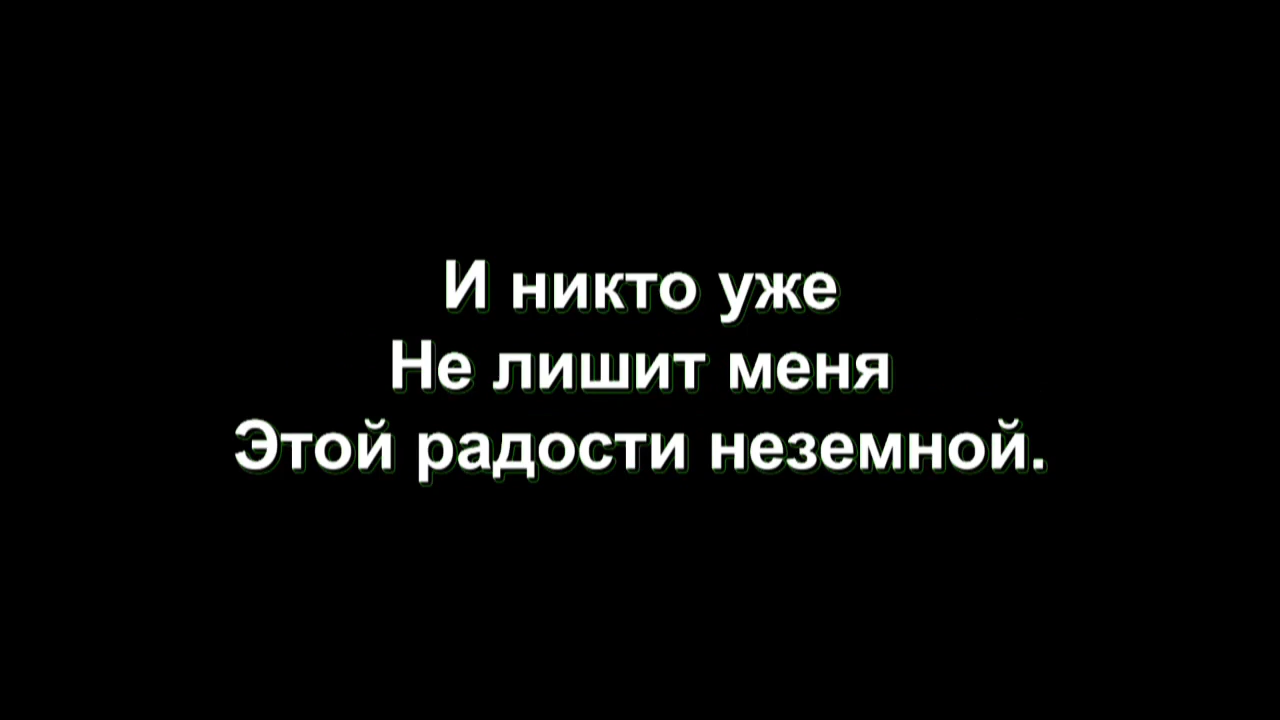 И никто уже
Не лишит меня
Этой радости неземной.